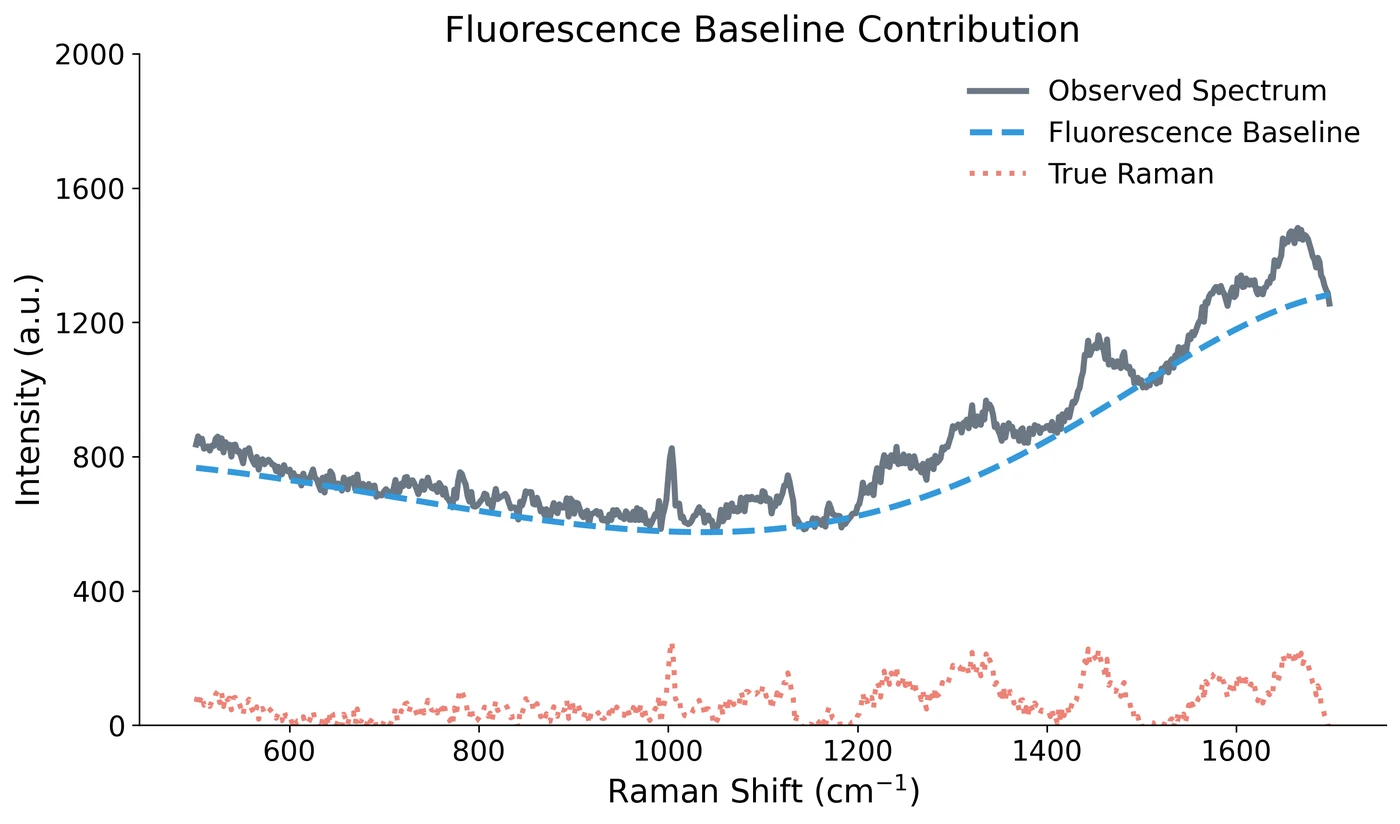 Fluorescence Baseline Contribution
2000
1600
1200
800
400
0
Intensity (a.u.)
Observed Spectrum
Fluorescence Baseline
True Raman
600 800 1000 1200 1400 1600
Raman Shift (cm⁻¹)